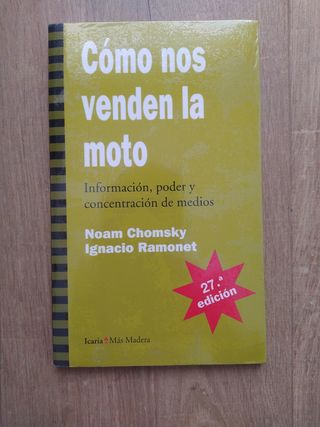 Cómo nos
venden la
moto
Información, poder y
concentración de medios
Noam Chomsky
Ignacio Ramonet
27.ª
edición
Icaria Más Madera